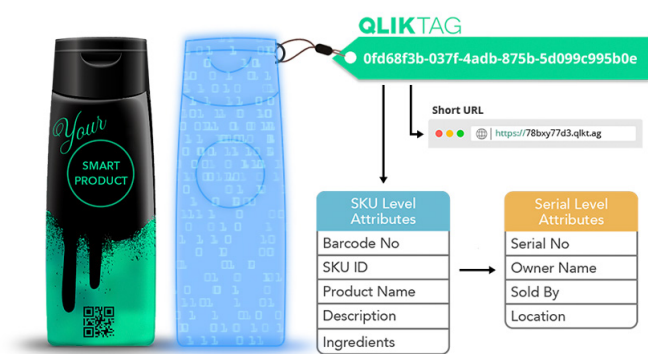 QLIKTAG
0fd68f3b-037f-4adb-875b-5d099c995b0e
Short URL
https://78bxy77d3.qlkt.ag
Your
SMART
PRODUCT
SKU Level
Attributes
Barcode No
SKU ID
Product Name
Description
Ingredients
Serial Level
Attributes
Serial No
Owner Name
Sold By
Location